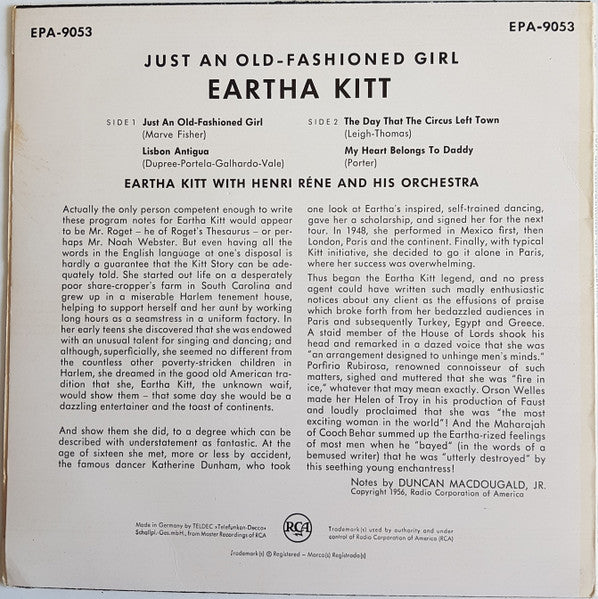 EPA-9053
EPA-9053
JUST AN OLD-FASHIONED GIRL
EARTHA KITT
SIDE 1 Just An Old-Fashioned Girl
(Marve Fisher)
Lisbon Antigua
(Dupree-Portela-Galhardo-Vale)
SIDE 2 The Day That The Circus Left Town
(Leigh-Thomas)
My Heart Belongs To Daddy
(Porter)
EARTHA KITT WITH HENRI RÉNE AND HIS ORCHESTRA
Actually the only person competent enough to write
these program notes for Eartha Kitt would appear
to be Mr. Roget – he of Roget's Thesaurus – or per-
haps Mr. Noah Webster. But even having all the
words in the English language at one's disposal is
hardly a guarantee that the Kitt Story can be ade-
quately told. She started out life on a desperately
poor share-cropper's farm in South Carolina and
grew up in a miserable Harlem tenement house,
helping to support herself and her aunt by working
long hours as a seamstress in a uniform factory. In
her early teens she discovered that she was endowed
with an unusual talent for singing and dancing; and
although, superficially, she seemed no different from
the countless other poverty-stricken children in
Harlem, she dreamed in the good old American tra-
dition that she, Eartha Kitt, the unknown waif,
would show them – that some day she would be a
dazzling entertainer and the toast of continents.
And show them she did, to a degree which can be
described with understatement as fantastic. At the
age of sixteen she met, more or less by accident,
the famous dancer Katherine Dunham, who took
one look at Eartha's inspired, self-trained dancing,
gave her a scholarship, and signed her for the next
tour. In 1948, she performed in Mexico first, then
London, Paris and the continent. Finally, with typical
Kitt initiative, she decided to go it alone in Paris,
where her success was overwhelming.
Thus began the Eartha Kitt legend, and no press
agent could have written such madly enthusiastic
notices about any client as the effusions of praise
which broke forth from her bedazzled audiences in
Paris and subsequently Turkey, Egypt and Greece.
A staid member of the House of Lords shook his
head and remarked in a dazed voice that she was
“an arrangement designed to unhinge men's minds.”
Porfirio Rubirosa, renowned connoisseur of such
matters, sighed and muttered that she was “fire in
ice,” whatever that may mean exactly. Orson Welles
made her Helen of Troy in his production of Faust
and loudly proclaimed that she was “the most
exciting woman in the world”! And the Maharajah
of Cooch Behar summed up the Eartha-rized feelings
of most men when he “bayed” (in the words of a
bemused writer) that he was “utterly destroyed” by
this seething young enchantress!
Notes by DUNCAN MACDOUGALD, JR.
Copyright 1956, Radio Corporation of America
Made in Germany by TELDEC »Telefunken-Decca«
Schallpl.-Ges.mbH., from Master Recordings of RCA
RCA
Trademark(s) used by authority and under
control of Radio Corporation of America (RCA)
Trademark(s) ® Registered – Marca(s) Registrada(s)